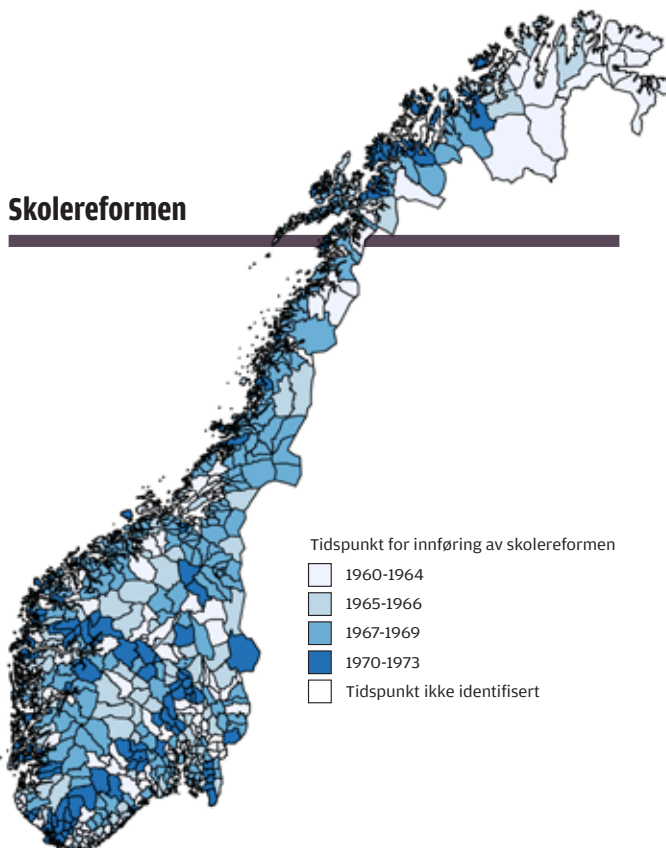 Skolereformen
Tidspunkt for innføring av skolereformen
1960-1964
1965-1966
1967-1969
1970-1973
Tidspunkt ikke identifisert